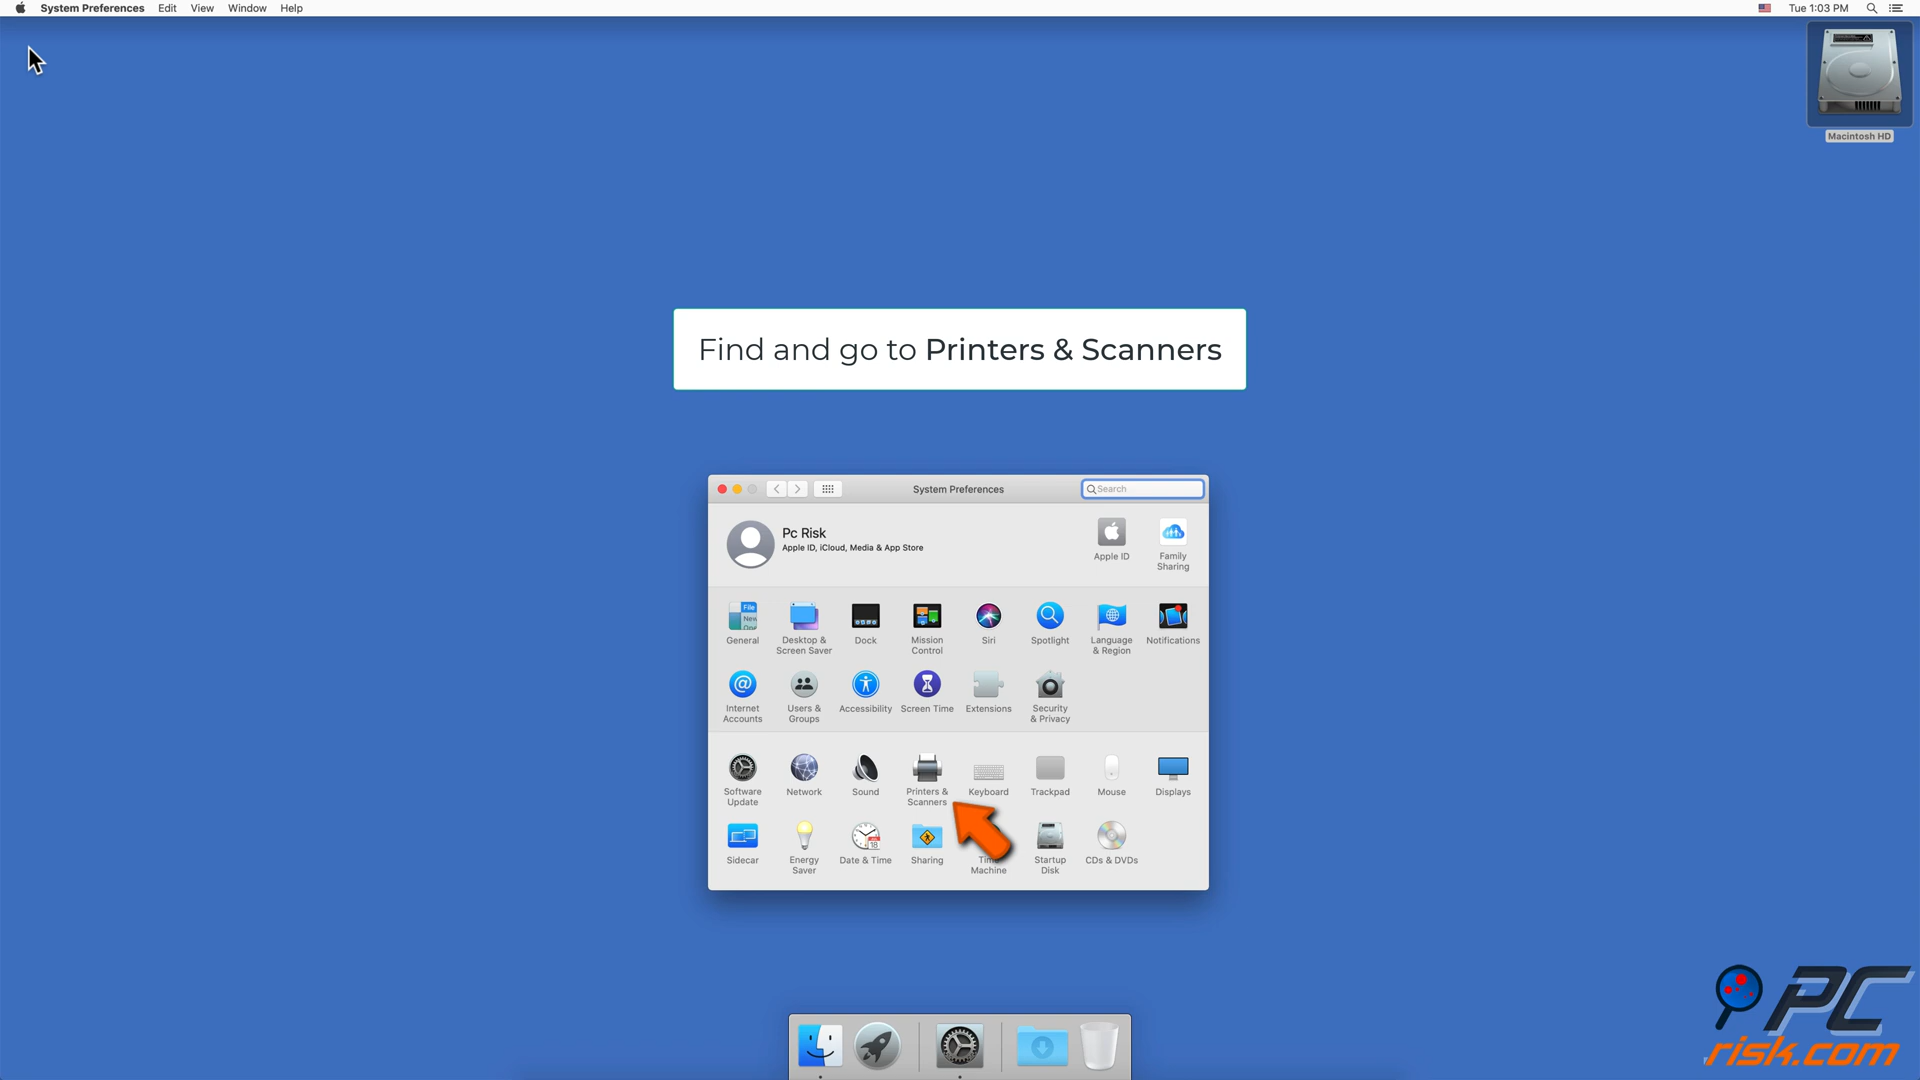 System Preferences Edit View Window Help Tue 1:03 PM
Macintosh HD
Find and go to Printers & Scanners
System Preferences Search
Pc Risk
Apple ID, iCloud, Media & App Store
Apple ID Family
Sharing
General Desktop & Dock Mission Siri Spotlight Language Notifications
Screen Saver Control & Region
Internet Users & Accessibility Screen Time Extensions Security
Accounts Groups & Privacy
Software Network Sound Printers & Keyboard Trackpad Mouse Displays
Update Scanners
Sidecar Energy Date & Time Sharing Startup CDs & DVDs
Saver Machine Disk
PC
risk.com